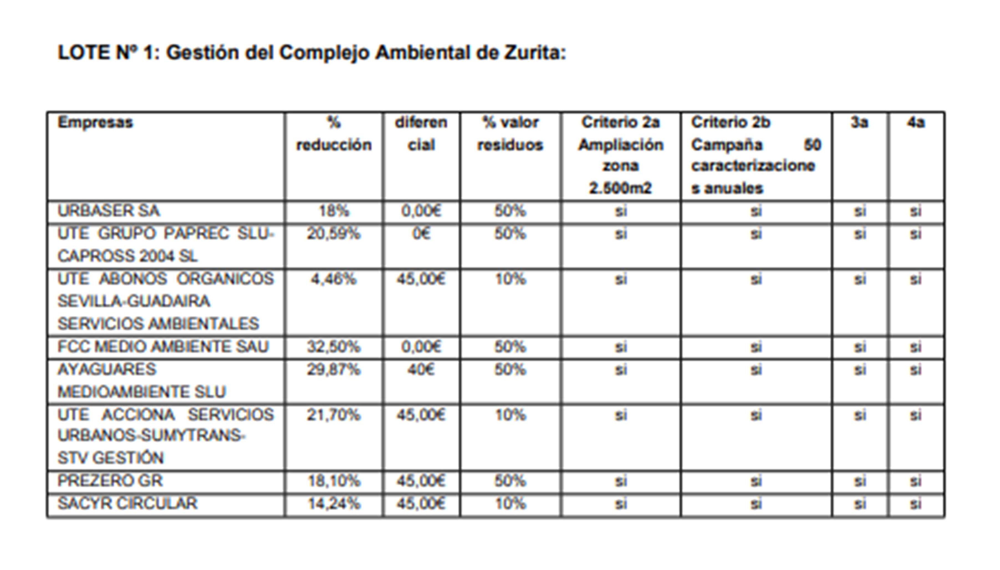 LOTE Nº 1: Gestión del Complejo Ambiental de Zurita:
Empresas
%
reducción
diferen
cial
% valor
residuos
Criterio 2a
Ampliación
zona
2.500m2
Criterio 2b
Campaña 50
caracterizacione
s anuales
3a
4a
URBASER SA 18% 0,00€ 50% si si si si
UTE GRUPO PAPREC SLU- 20,59% 0€ 50% si si si si
CAPROSS 2004 SL
UTE ABONOS ORGANICOS 4,46% 45,00€ 10% si si si si
SEVILLA-GUADAIRA
SERVICIOS AMBIENTALES
FCC MEDIO AMBIENTE SAU 32,50% 0,00€ 50% si si si si
AYAGUARES 29,87% 40€ 50% si si si si
MEDIOAMBIENTE SLU
UTE ACCIONA SERVICIOS 21,70% 45,00€ 10% si si si si
URBANOS-SUMYTRANS-
STV GESTIÓN
PREZERO GR 18,10% 45,00€ 50% si si si si
SACYR CIRCULAR 14,24% 45,00€ 10% si si si si